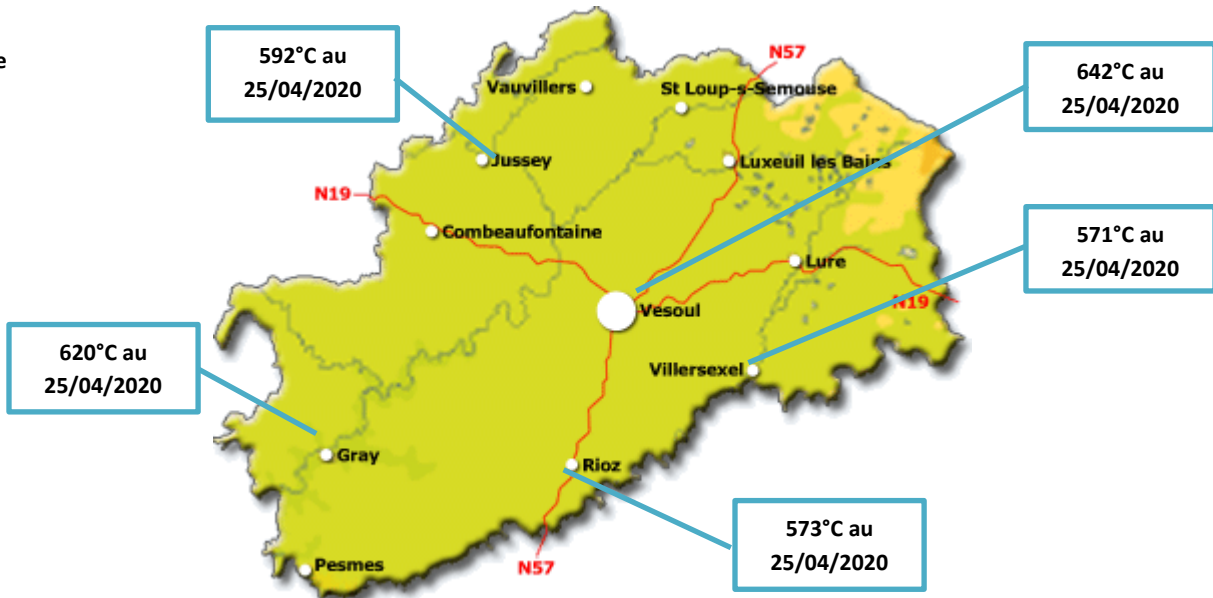 e
592°C au
25/04/2020
N57
642°C au
25/04/2020
Vauvillers
St Loup-s-Semouse
Jussey
Luxeuil les Bains
N19
Combeaufontaine
571°C au
25/04/2020
Lure
N19
Vesoul
620°C au
25/04/2020
Villersexel
Gray
Rioz
573°C au
25/04/2020
Pesmes
N57